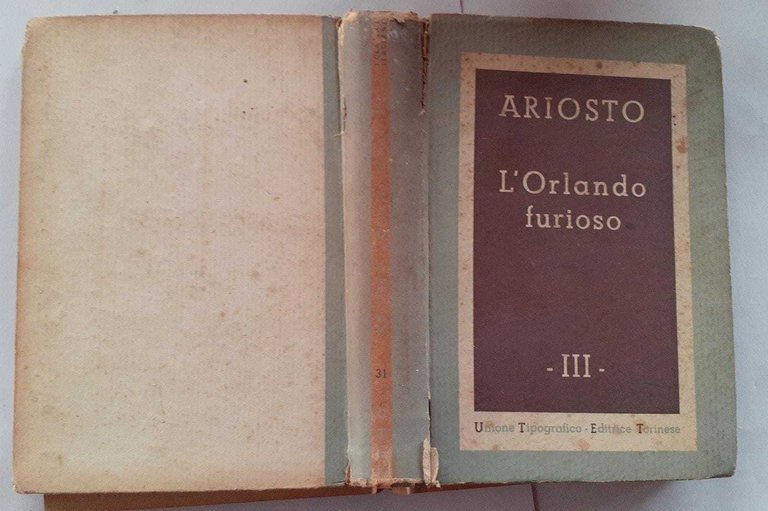 31
ARIOSTO
L'Orlando
furioso
- III -
Unione Tipografico - Editrice Torinese